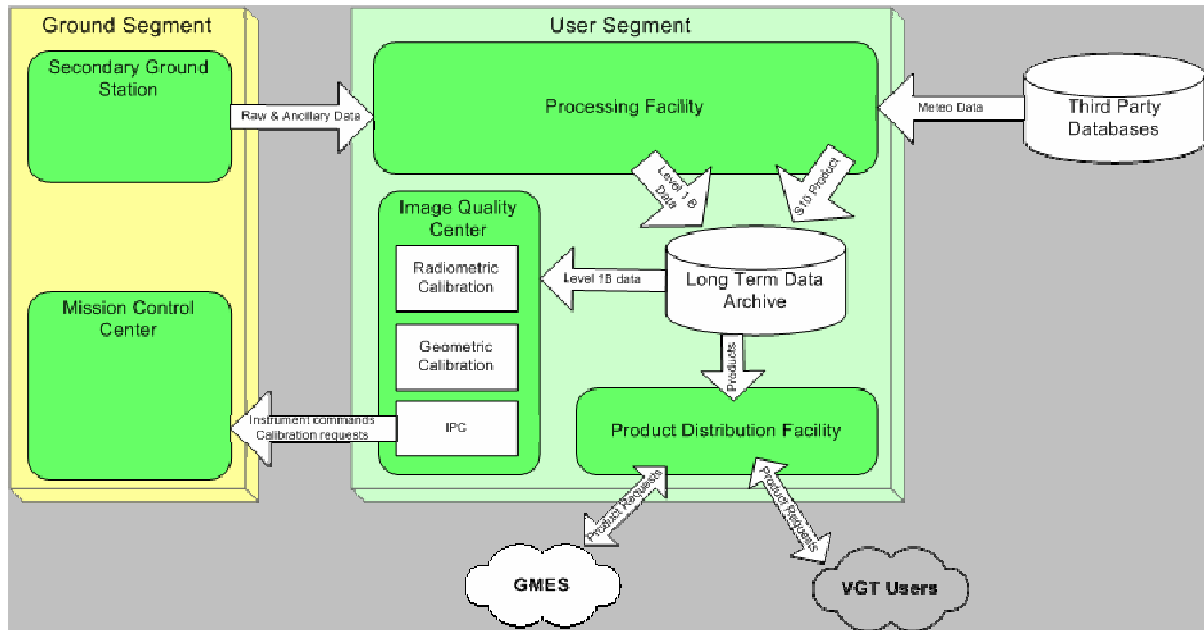 Ground Segment
User Segment
Secondary Ground
Station
Processing Facility
Raw & Ancillary Data
Meteo Data
Third Party
Databases
Level 1B
Data
S10 Product
Image Quality
Center
Radiometric
Calibration
Level 1B data
Long Term Data
Archive
Mission Control
Center
Geometric
Calibration
Products
Instrument commands
Calibration requests
Product Distribution Facility
Product Requests
Product Requests
GMES
VGT Users